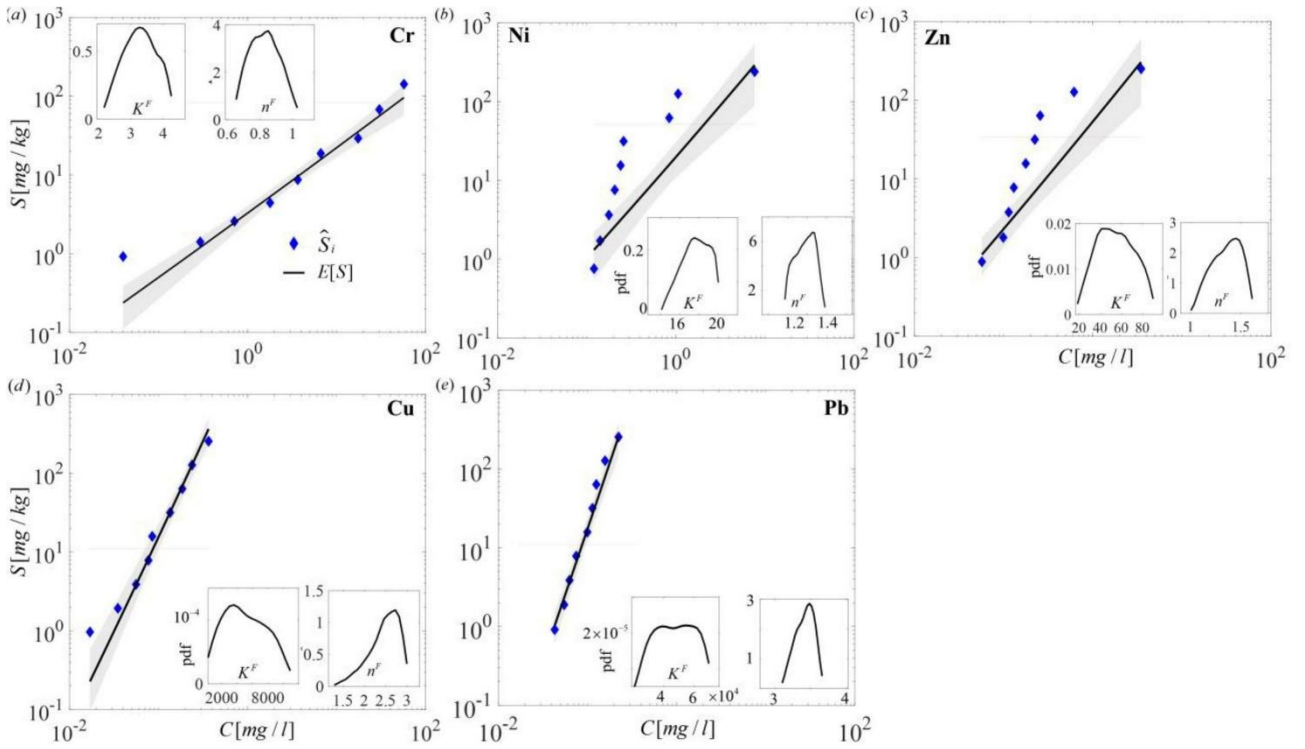 (a) Cr
0.5
0
K^F
2 3 4
4
2
0
n^F
0.6 0.8 1
Ŝ_i
E[S]
S[mg / kg]
10^3
10^2
10^1
10^0
10^-1
10^-2 10^0 10^2
(b) Ni
10^3
10^2
10^1
10^0
10^-1
0.2
0
pdf
K^F
16 20
6
2
n^F
1.2 1.4
10^-2 10^0 10^2
(c) Zn
10^3
10^2
10^1
10^0
10^-1
0.02
0.01
0
pdf
K^F
20 40 60 80
3
2
1
0
n^F
1 1.5
10^-2 10^2
C[mg / l]
(d) Cu
S[mg / kg]
10^3
10^2
10^1
10^0
10^-1
10^-4
0
pdf
K^F
2000 8000
1.5
1
0.5
0
n^F
1.5 2 2.5 3
10^-2 10^0 10^2
C[mg / l]
(e) Pb
10^3
10^2
10^1
10^0
10^-1
2×10^-5
pdf
K^F
4 6 ×10^4
3
1
3 4
10^-2 10^0 10^2
C[mg / l]